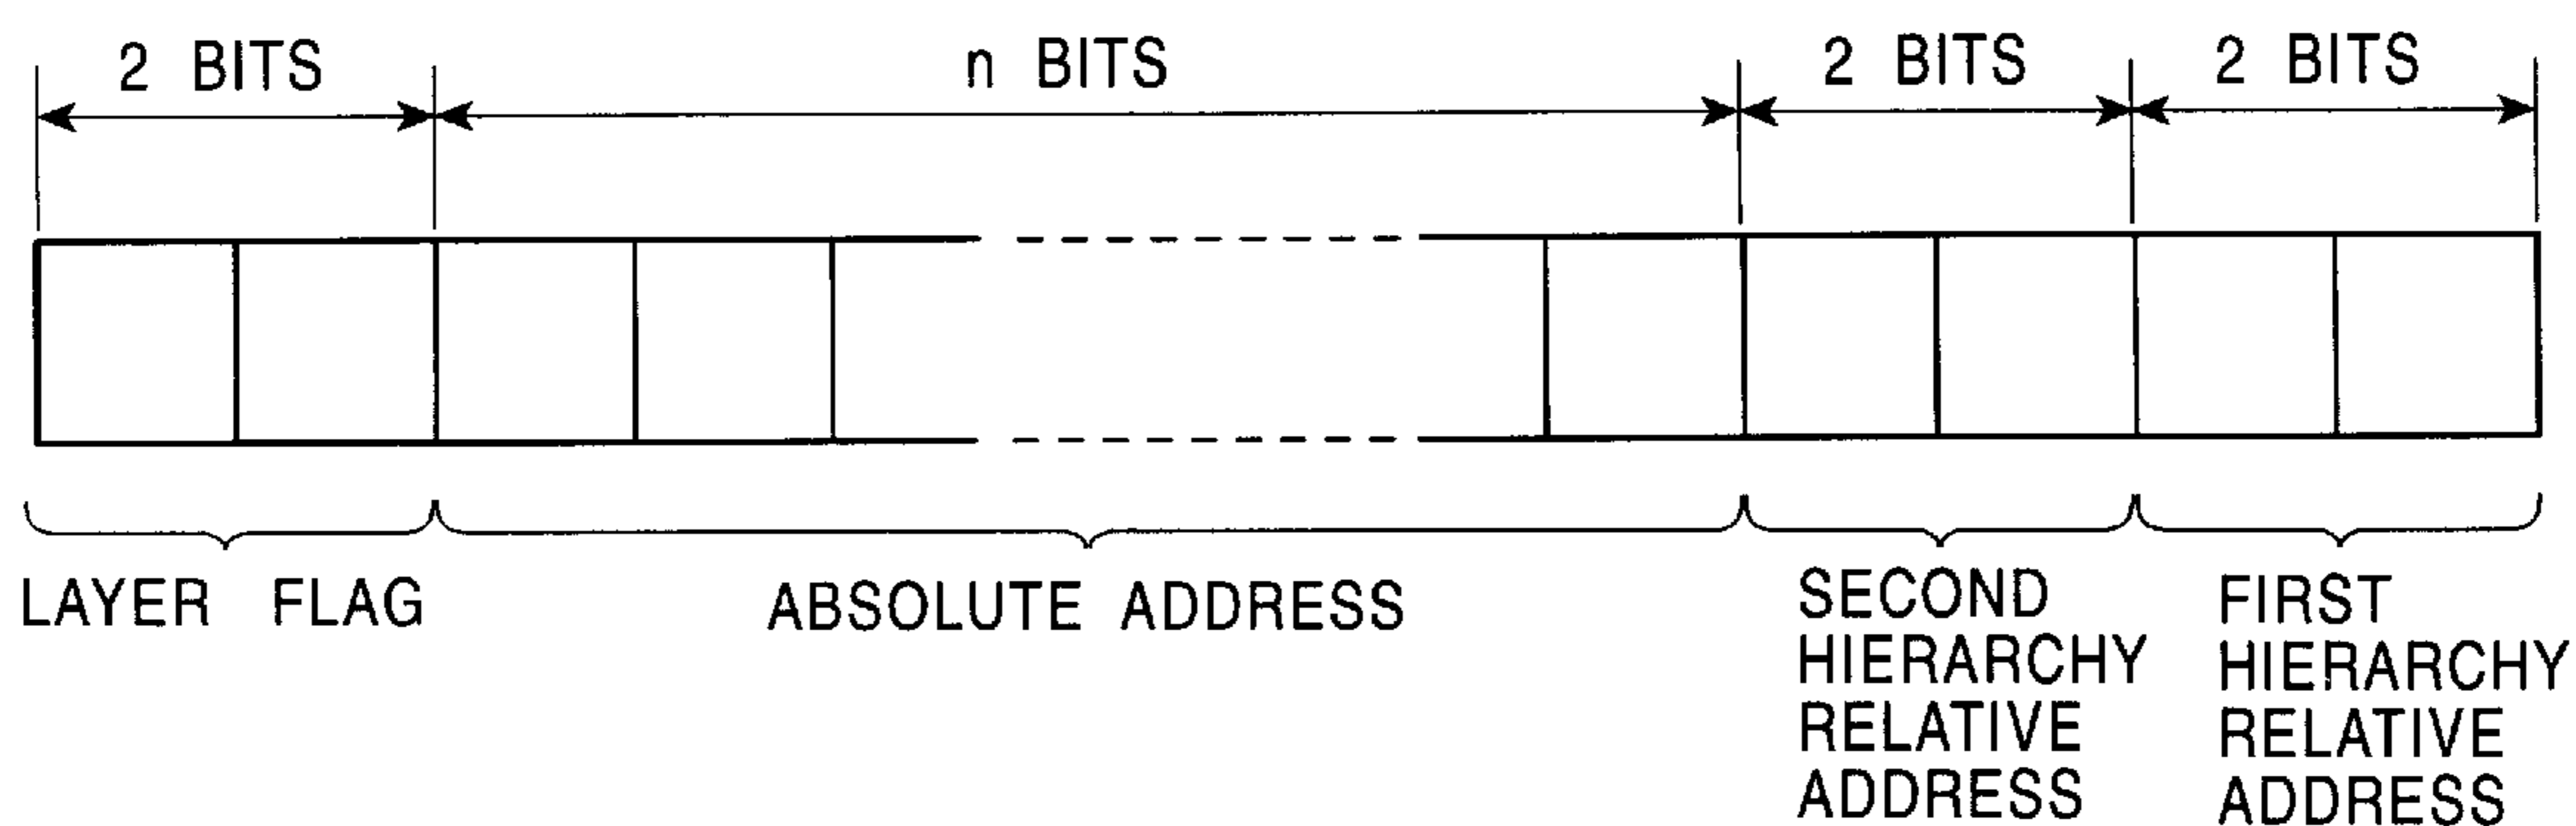 2 BITS
n BITS
2 BITS
2 BITS
LAYER FLAG
ABSOLUTE ADDRESS
SECOND
HIERARCHY
RELATIVE
ADDRESS
FIRST
HIERARCHY
RELATIVE
ADDRESS